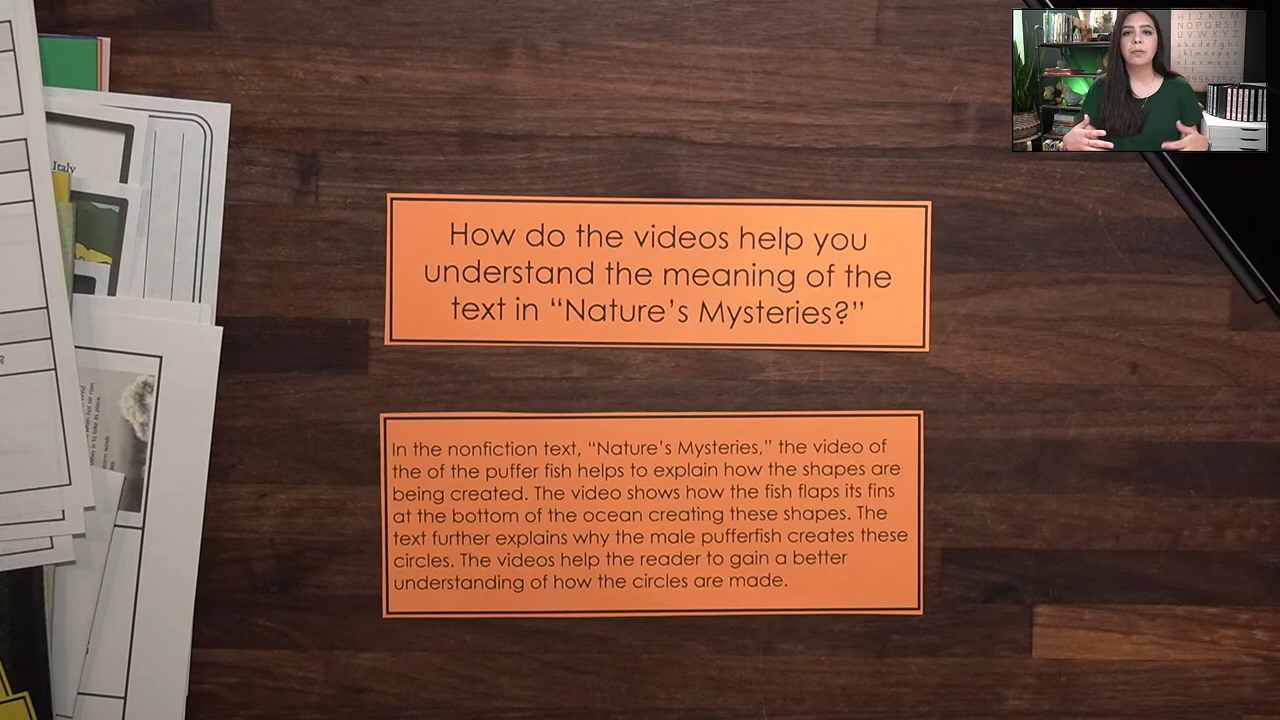 How do the videos help you
understand the meaning of the
text in “Nature’s Mysteries?”
In the nonfiction text, “Nature’s Mysteries,” the video of
the of the puffer fish helps to explain how the shapes are
being created. The video shows how the fish flaps its fins
at the bottom of the ocean creating these shapes. The
text further explains why the male pufferfish creates these
circles. The videos help the reader to gain a better
understanding of how the circles are made.
Italy
H I J K L M
N O P Q R S T
U V W X Y Z